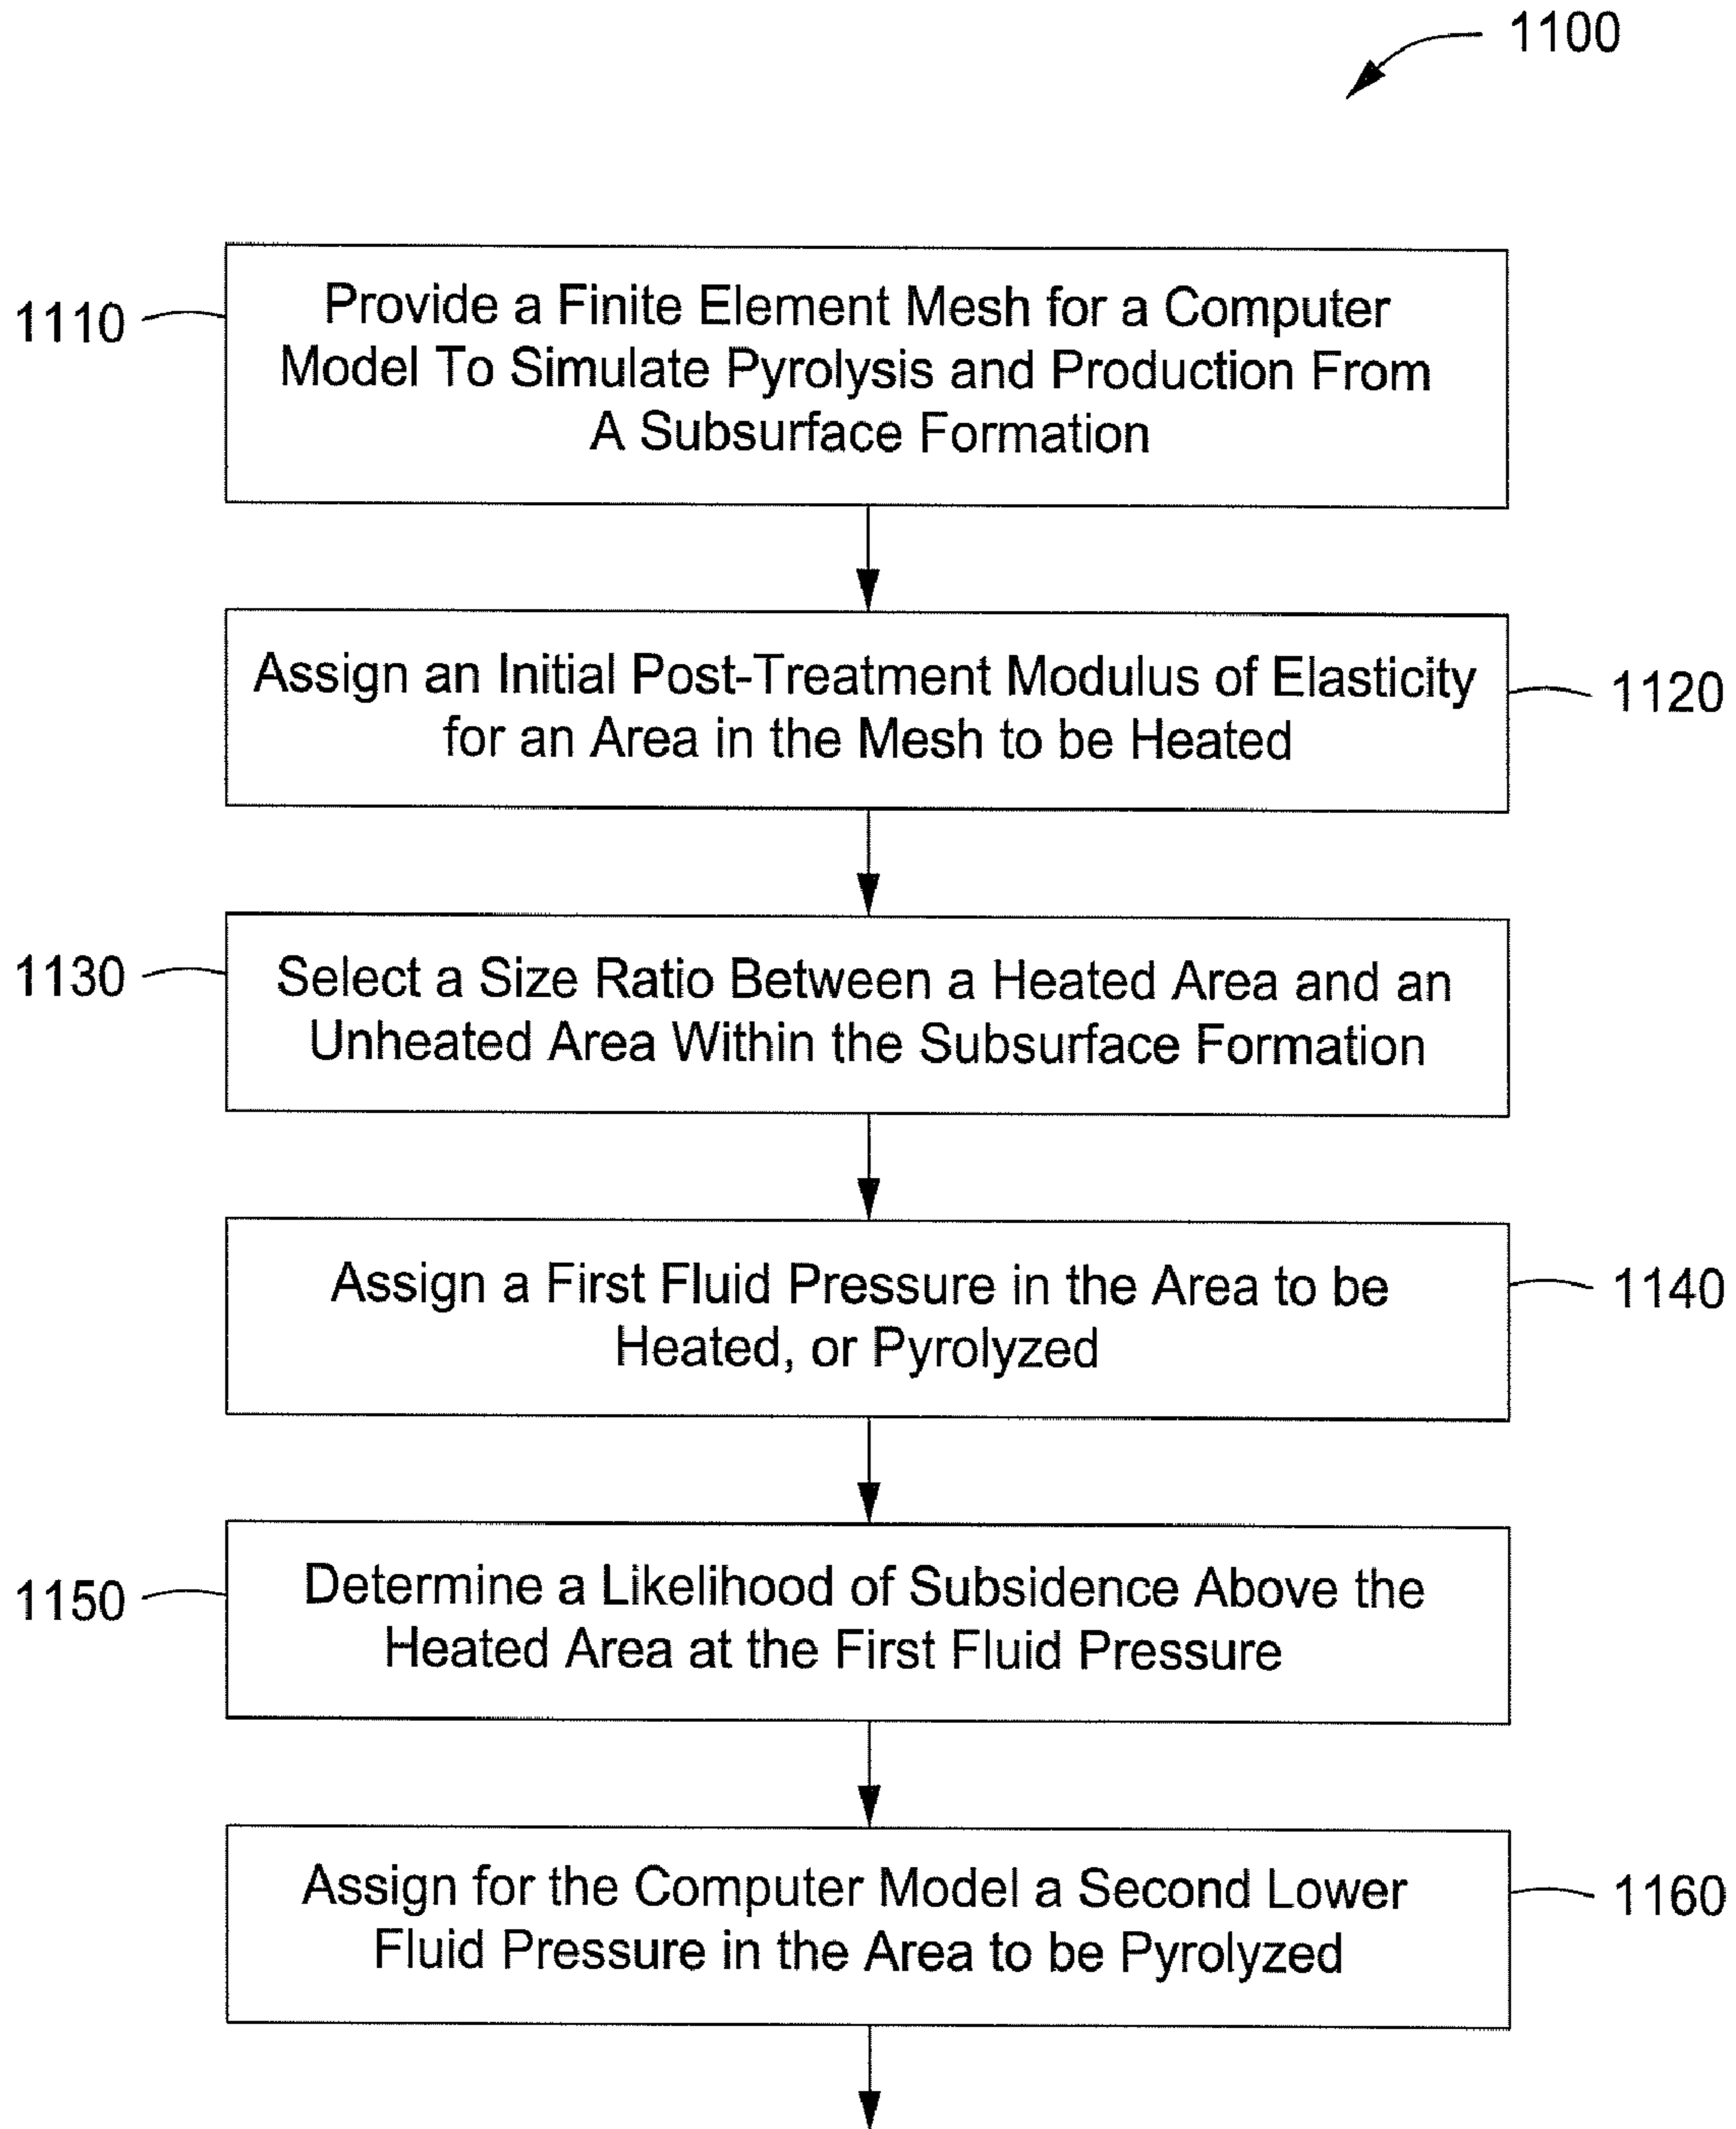 1100
1110
Provide a Finite Element Mesh for a Computer
Model To Simulate Pyrolysis and Production From
A Subsurface Formation
Assign an Initial Post-Treatment Modulus of Elasticity
for an Area in the Mesh to be Heated
1120
1130
Select a Size Ratio Between a Heated Area and an
Unheated Area Within the Subsurface Formation
Assign a First Fluid Pressure in the Area to be
Heated, or Pyrolyzed
1140
1150
Determine a Likelihood of Subsidence Above the
Heated Area at the First Fluid Pressure
Assign for the Computer Model a Second Lower
Fluid Pressure in the Area to be Pyrolyzed
1160